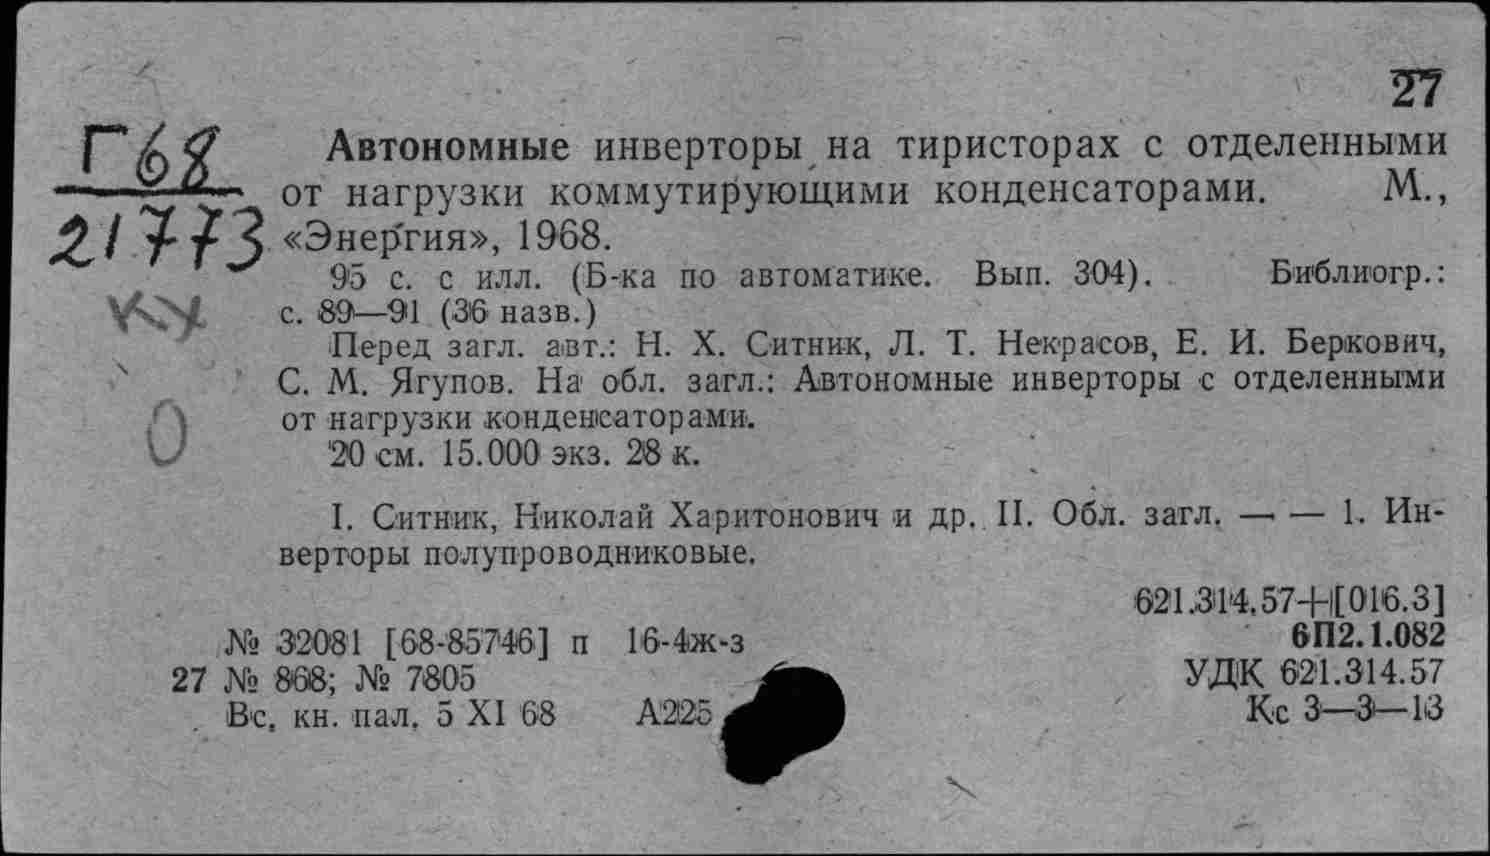 27
Г68
21773
КХ
0
Автономные инверторы на тиристорах с отделенными
от нагрузки коммутирующими конденсаторами. М.,
«Энергия», 1968.
95 с. с илл. (Б-ка по автоматике. Вып. 304). Библиогр.:
с. 89—91 (36 назв.)
Перед загл. авт.: Н. Х. Ситник, Л. Т. Некрасов, Е. И. Беркович,
С. М. Ягупов. На обл. загл.: Автономные инверторы с отделенными
от нагрузки конденсаторами.
20 см. 15.000 экз. 28 к.
I. Ситник, Николай Харитонович и др. II. Обл. загл. — — 1. Ин-
верторы полупроводниковые.
621.314.57+[016.3]
№ 32081 [68-85746] п 16-4ж-з 6П2.1.082
27 № 868; № 7805 УДК 621.314.57
Вс. кн. пал. 5 XI 68 А225 Кс 3—3—13